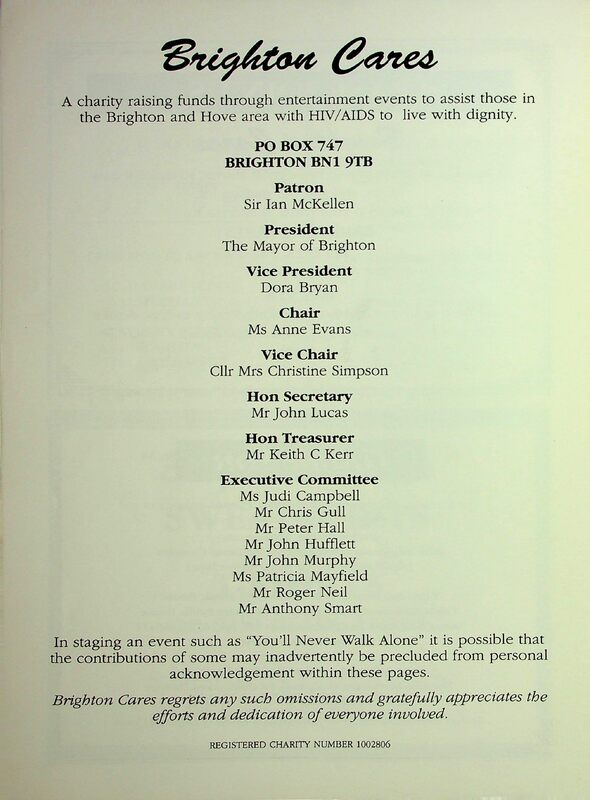 Brighton Cares
A charity raising funds through entertainment events to assist those in
the Brighton and Hove area with HIV/AIDS to live with dignity.
PO BOX 747
BRIGHTON BN1 9TB
Patron
Sir Ian McKellen
President
The Mayor of Brighton
Vice President
Dora Bryan
Chair
Ms Anne Evans
Vice Chair
Cllr Mrs Christine Simpson
Hon Secretary
Mr John Lucas
Hon Treasurer
Mr Keith C Kerr
Executive Committee
Ms Judi Campbell
Mr Chris Gull
Mr Peter Hall
Mr John Hufflett
Mr John Murphy
Ms Patricia Mayfield
Mr Roger Neil
Mr Anthony Smart
In staging an event such as “You’ll Never Walk Alone” it is possible that
the contributions of some may inadvertently be precluded from personal
acknowledgement within these pages.
Brighton Cares regrets any such omissions and gratefully appreciates the
efforts and dedication of everyone involved.
REGISTERED CHARITY NUMBER 1002806